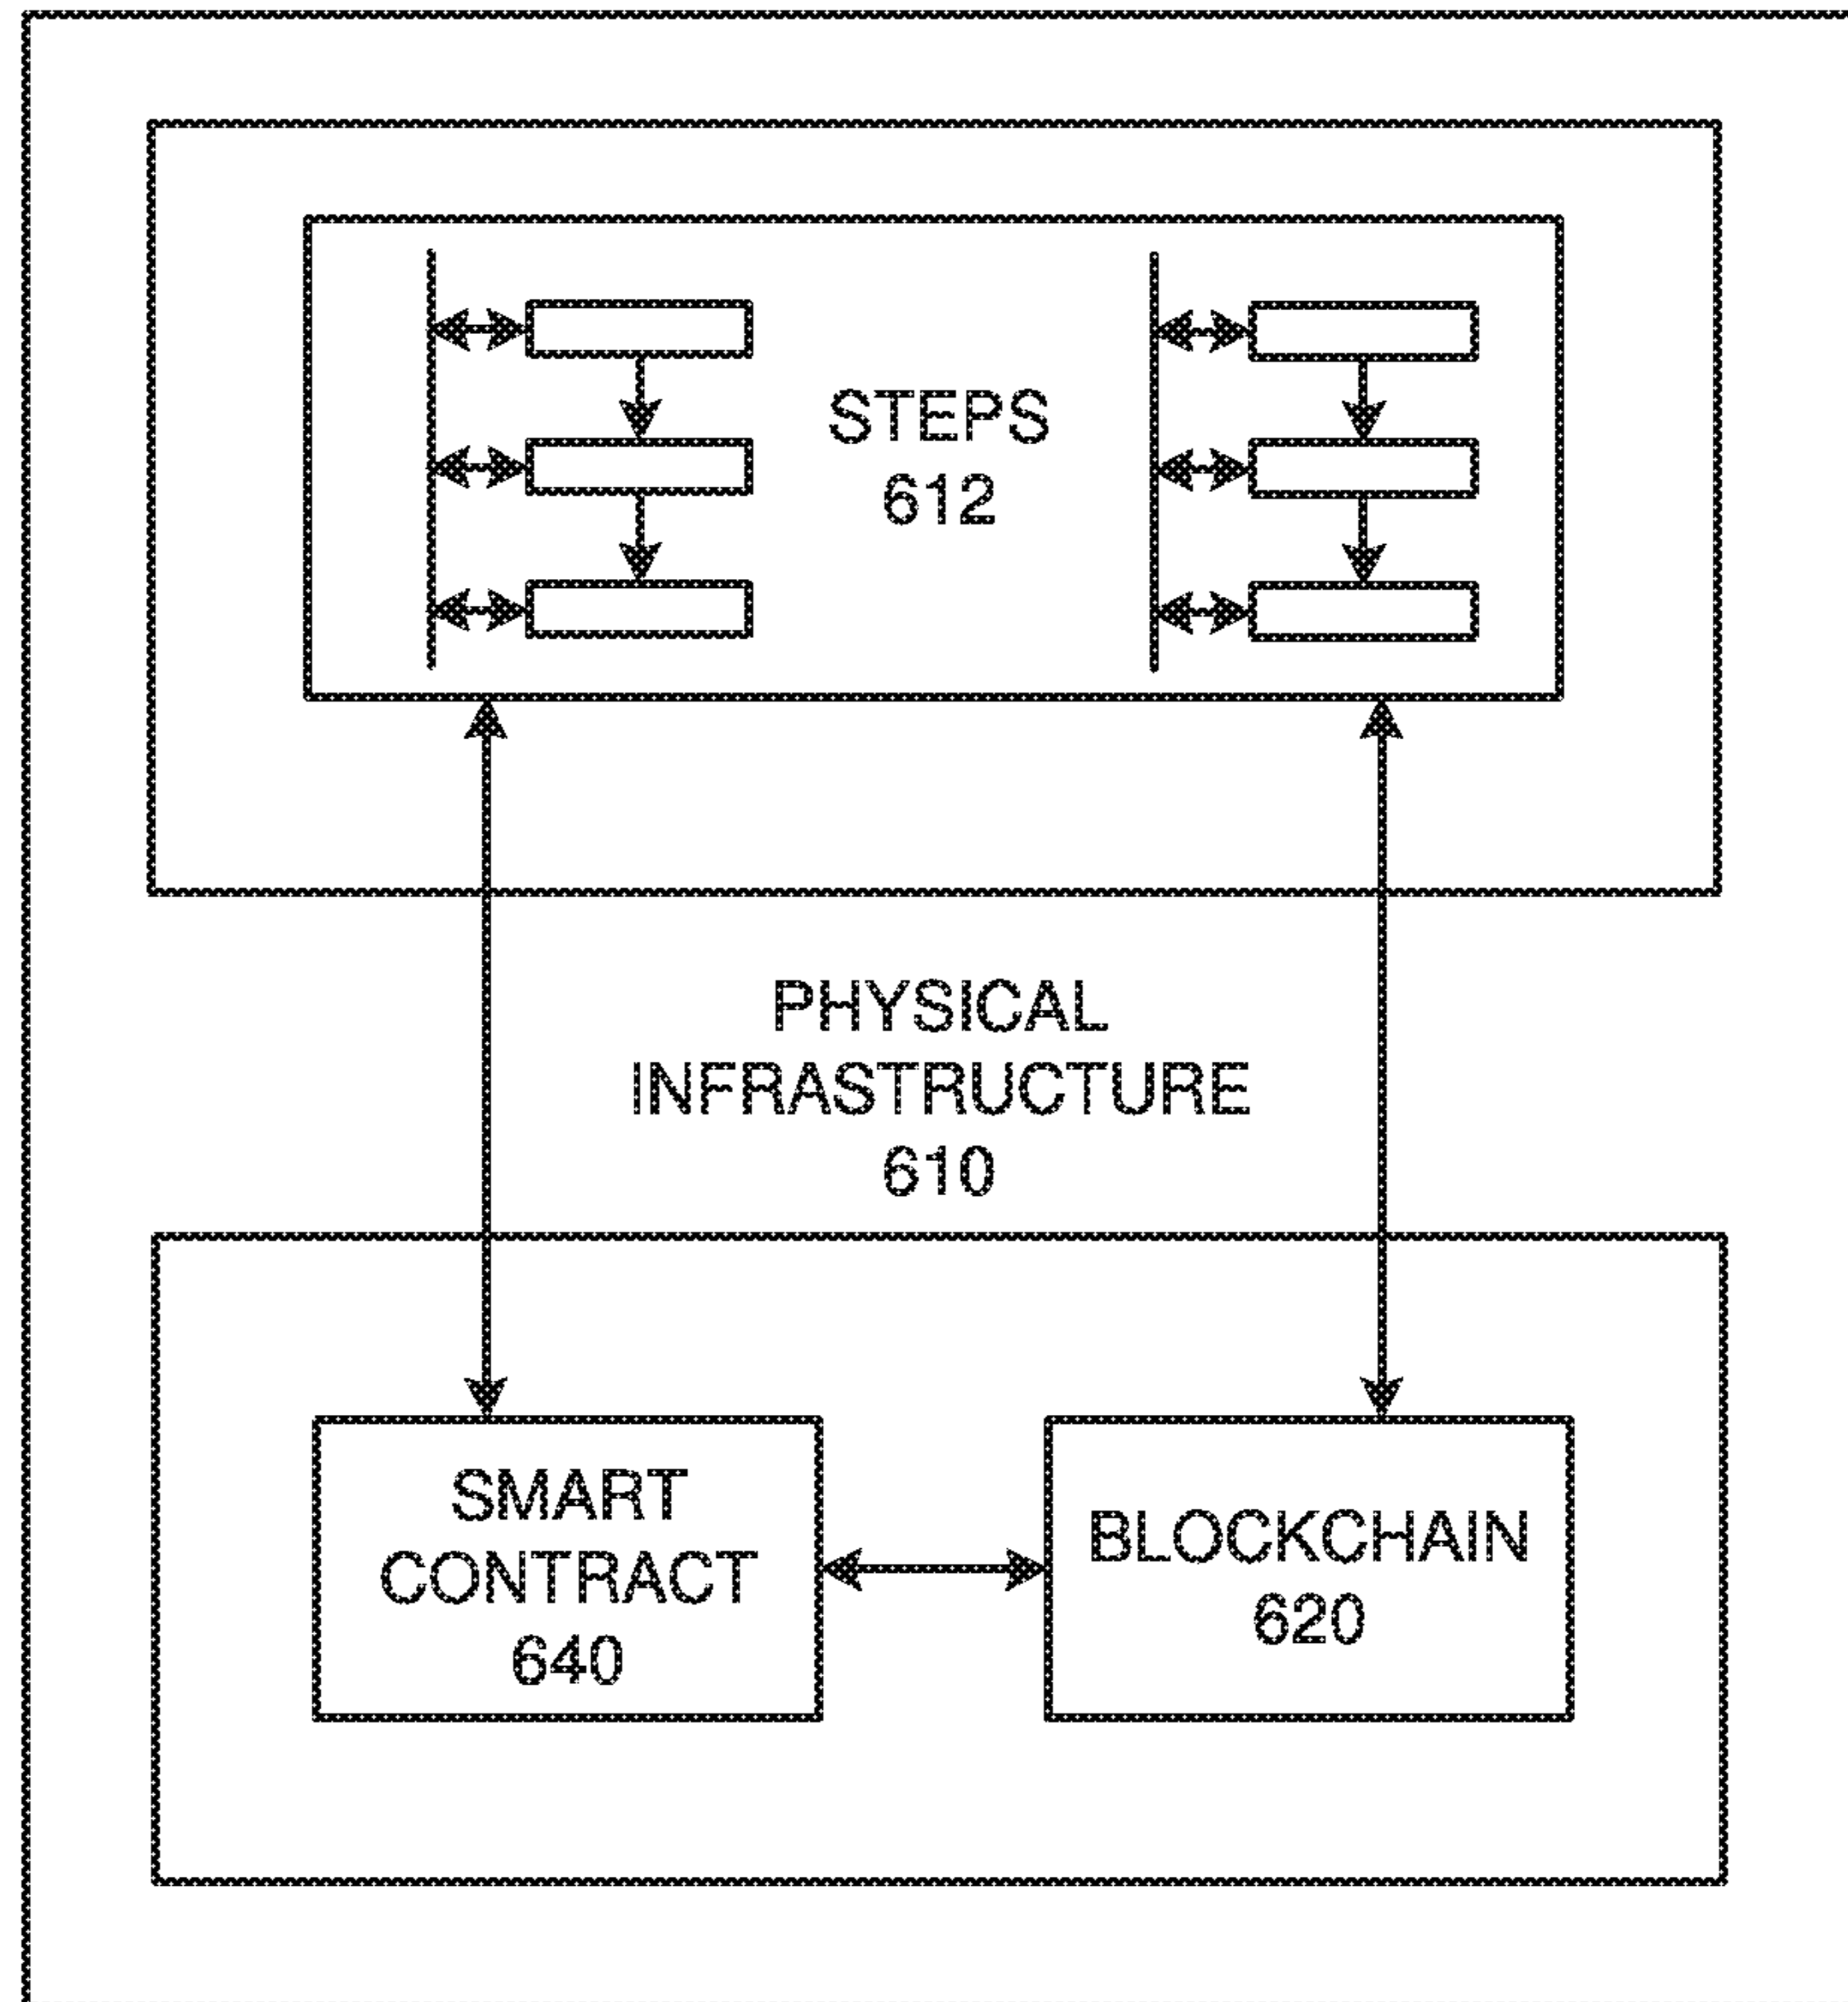 STEPS
612
PHYSICAL
INFRASTRUCTURE
610
SMART
CONTRACT
640
BLOCKCHAIN
620